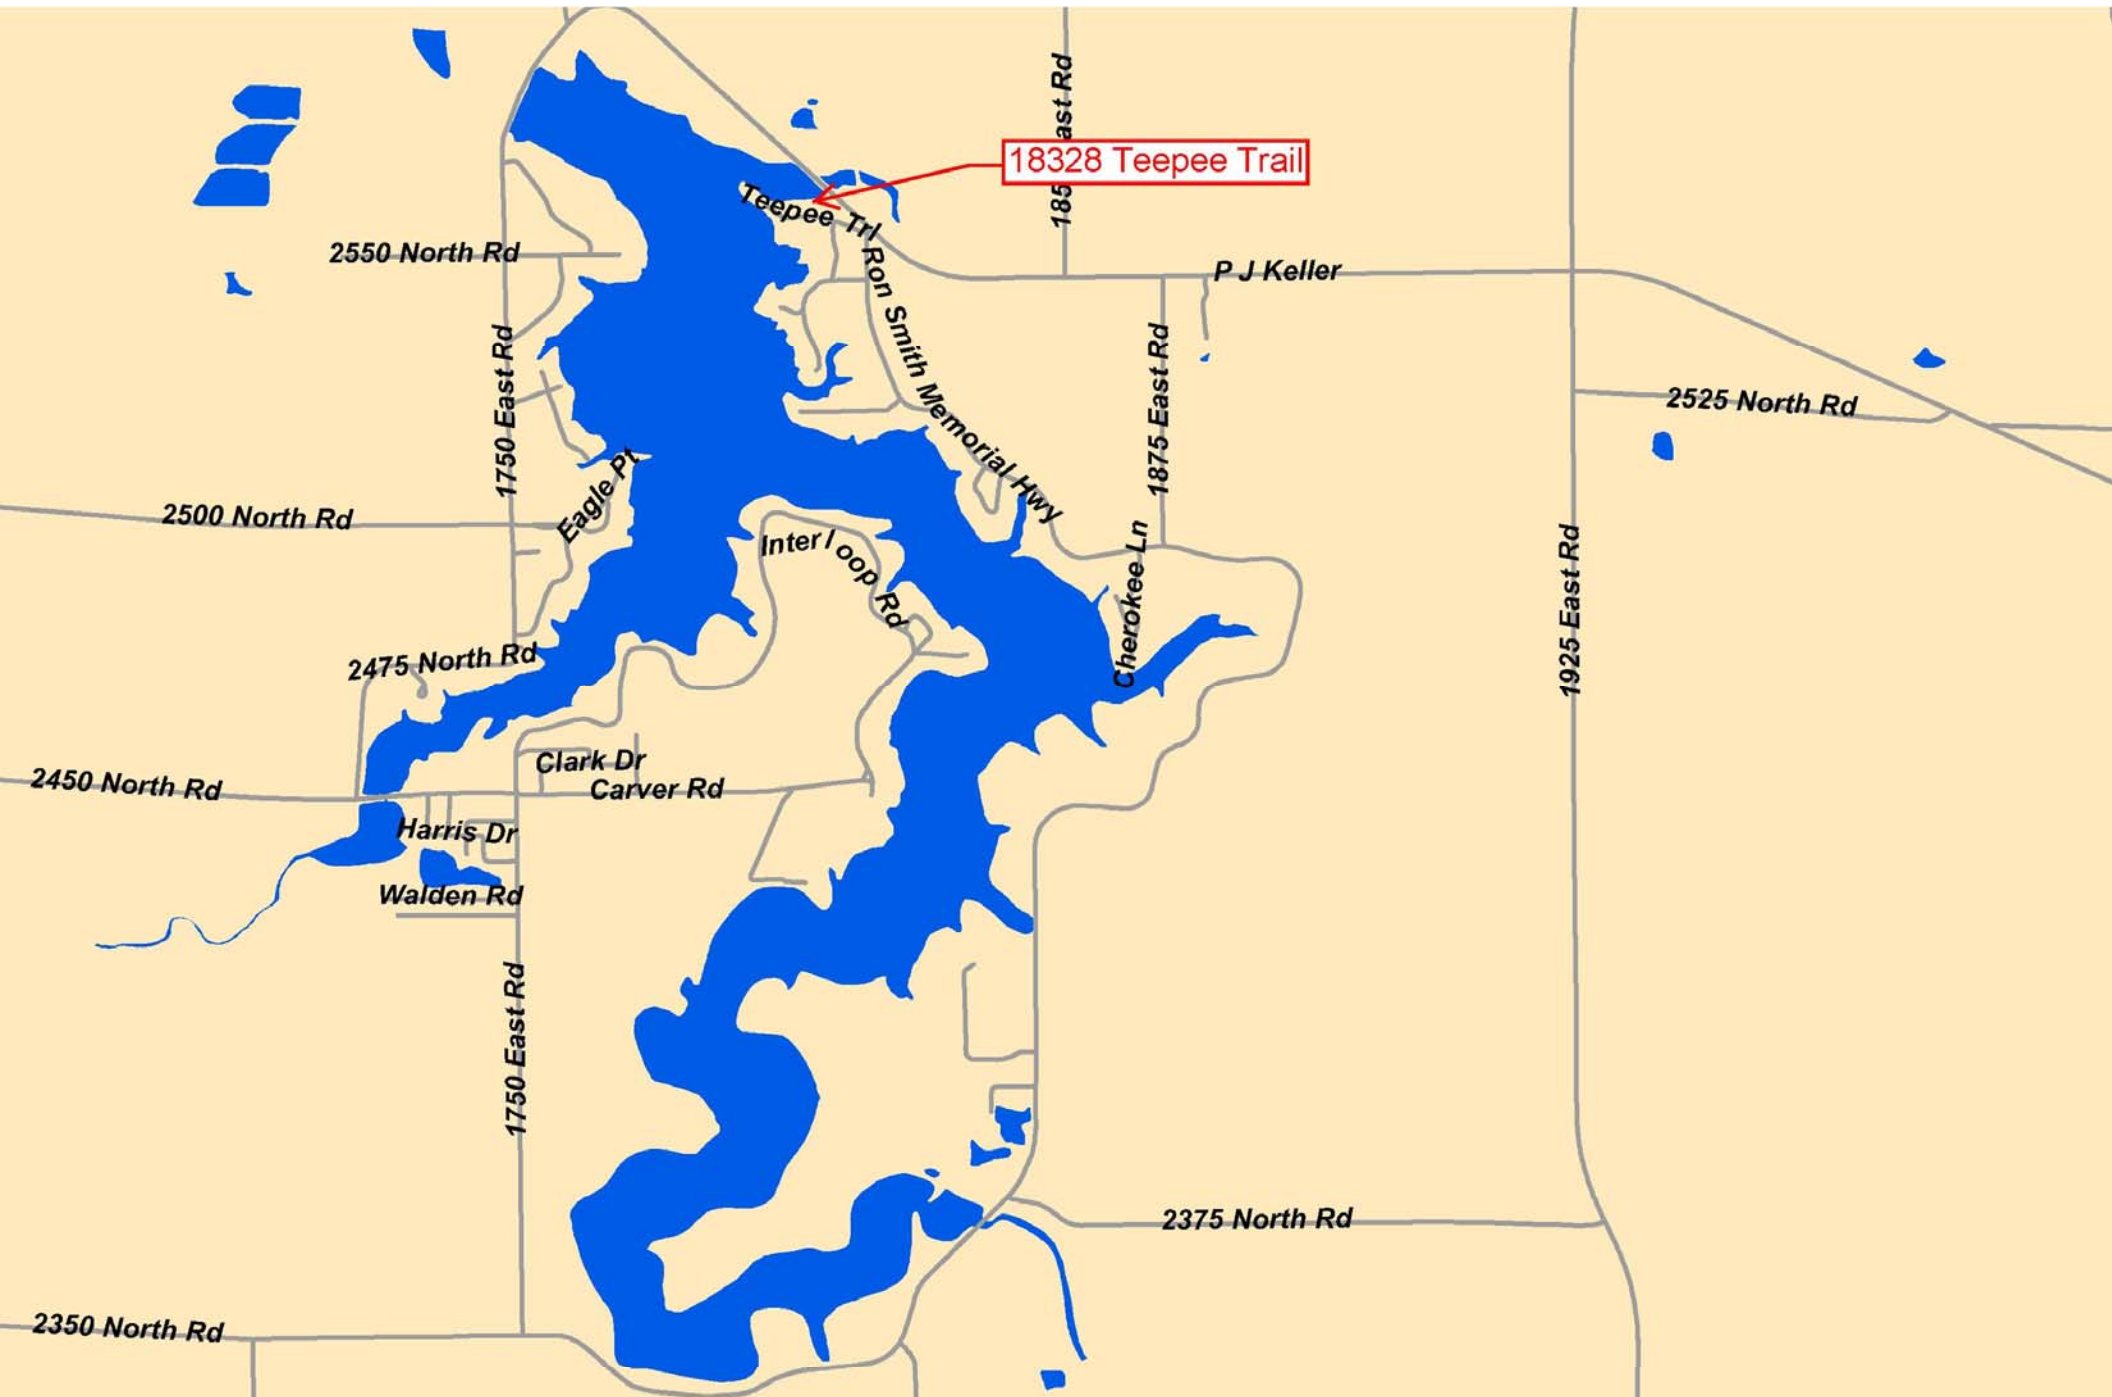 18328 Teepee Trail
185 ast Rd
Teepee Trl
2550 North Rd
P J Keller
Ron Smith Memorial Hwy
1750 East Rd
1875 East Rd
2525 North Rd
Eagle Pt
2500 North Rd
Inter loop Rd
Cherokee Ln
1925 East Rd
2475 North Rd
Clark Dr
2450 North Rd
Carver Rd
Harris Dr
Walden Rd
1750 East Rd
2375 North Rd
2350 North Rd